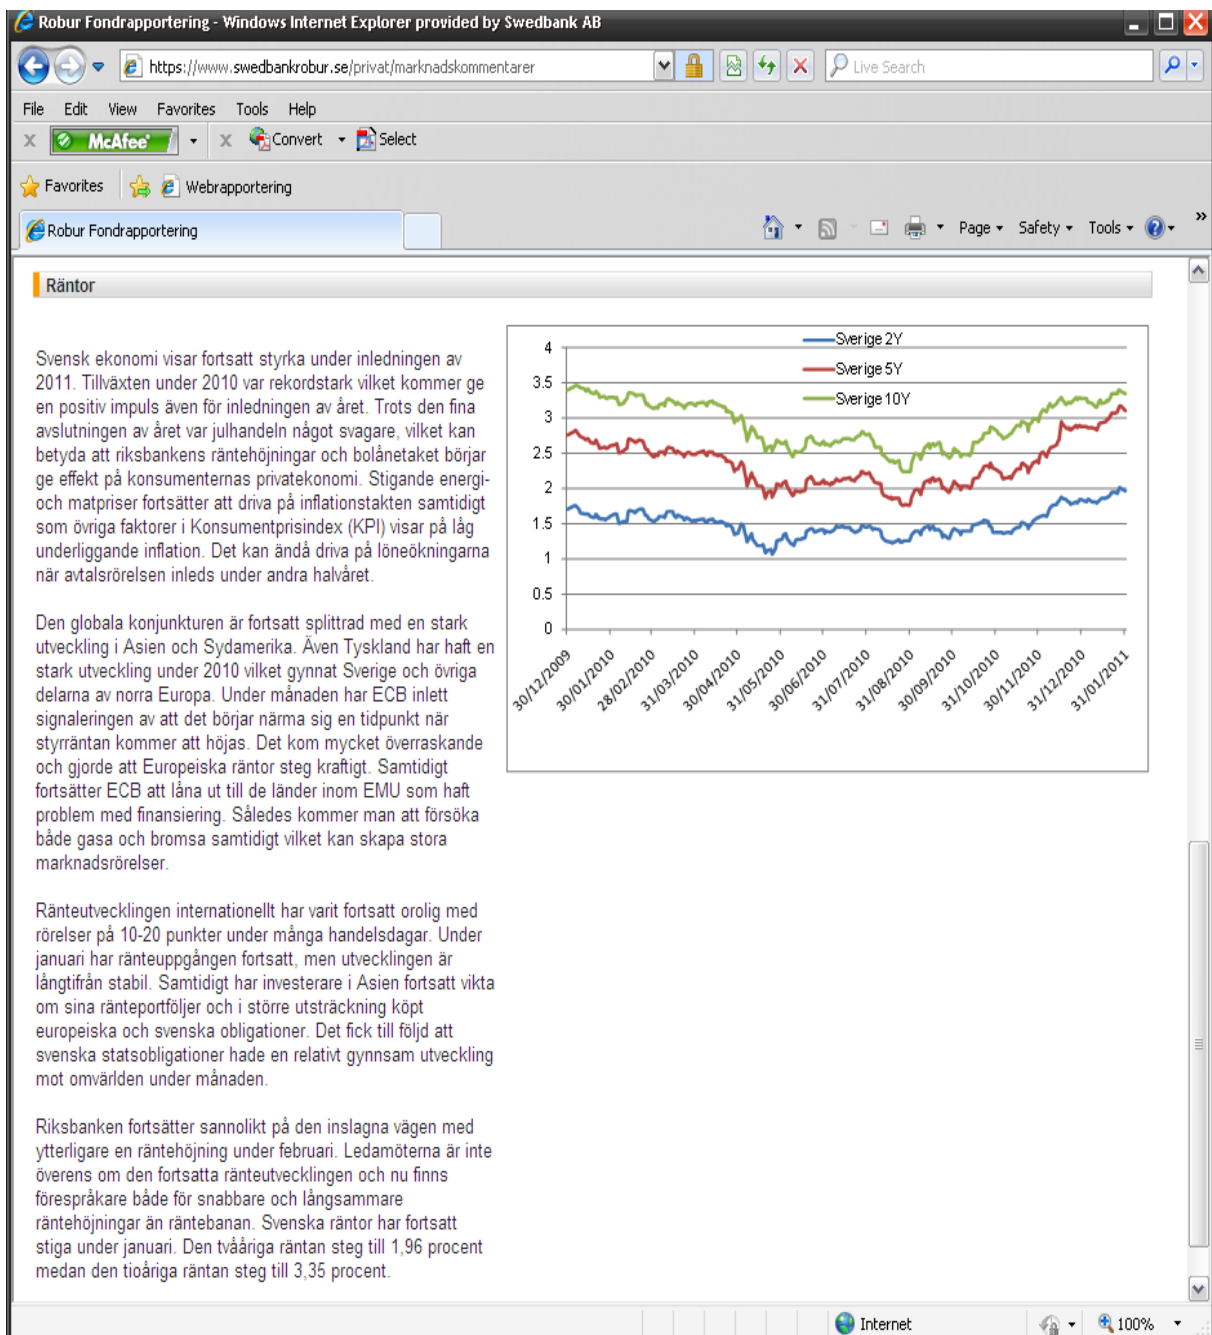 Robur Fondrapportering - Windows Internet Explorer provided by Swedbank AB
https://www.swedbankrobur.se/privat/marknadskommentarer
Live Search
File Edit View Favorites Tools Help
x McAfee x Convert Select
Favorites Webrapportering
Robur Fondrapportering
Page Safety Tools
Räntor
Svensk ekonomi visar fortsatt styrka under inledningen av
2011. Tillväxten under 2010 var rekordstark vilket kommer ge
en positiv impuls även för inledningen av året. Trots den fina
avslutningen av året var julhandeln något svagare, vilket kan
betyda att riksbankens räntehöjningar och bolånetaket börjar
ge effekt på konsumenternas privatekonomi. Stigande energi-
och matpriser fortsätter att driva på inflationstakten samtidigt
som övriga faktorer i Konsumentprisindex (KPI) visar på låg
underliggande inflation. Det kan ändå driva på löneökningarna
när avtalsrörelsen inleds under andra halvåret.
Den globala konjunkturen är fortsatt splittrad med en stark
utveckling i Asien och Sydamerika. Även Tyskland har haft en
stark utveckling under 2010 vilket gynnat Sverige och övriga
delarna av norra Europa. Under månaden har ECB inlett
signaleringen av att det börjar närma sig en tidpunkt när
styrräntan kommer att höjas. Det kom mycket överraskande
och gjorde att Europeiska räntor steg kraftigt. Samtidigt
fortsätter ECB att låna ut till de länder inom EMU som haft
problem med finansiering. Således kommer man att försöka
både gasa och bromsa samtidigt vilket kan skapa stora
marknadsrörelser.
Ränteutvecklingen internationellt har varit fortsatt orolig med
rörelser på 10-20 punkter under många handelsdagar. Under
januari har ränteuppgången fortsatt, men utvecklingen är
långtifrån stabil. Samtidigt har investerare i Asien fortsatt vikta
om sina ränteportföljer och i större utsträckning köpt
europeiska och svenska obligationer. Det fick till följd att
svenska statsobligationer hade en relativt gynnsam utveckling
mot omvärlden under månaden.
Riksbanken fortsätter sannolikt på den inslagna vägen med
ytterligare en räntehöjning under februari. Ledamöterna är inte
överens om den fortsatta ränteutvecklingen och nu finns
förespråkare både för snabbare och långsammare
räntehöjningar än räntebanan. Svenska räntor har fortsatt
stiga under januari. Den tvååriga räntan steg till 1,96 procent
medan den tioåriga räntan steg till 3,35 procent.
Sverige 2Y
Sverige 5Y
Sverige 10Y
4
3.5
3
2.5
2
1.5
1
0.5
0
30/12/2009
30/01/2010
28/02/2010
31/03/2010
30/04/2010
31/05/2010
30/06/2010
31/07/2010
31/08/2010
30/09/2010
31/10/2010
30/11/2010
31/12/2010
31/01/2011
Internet
100%